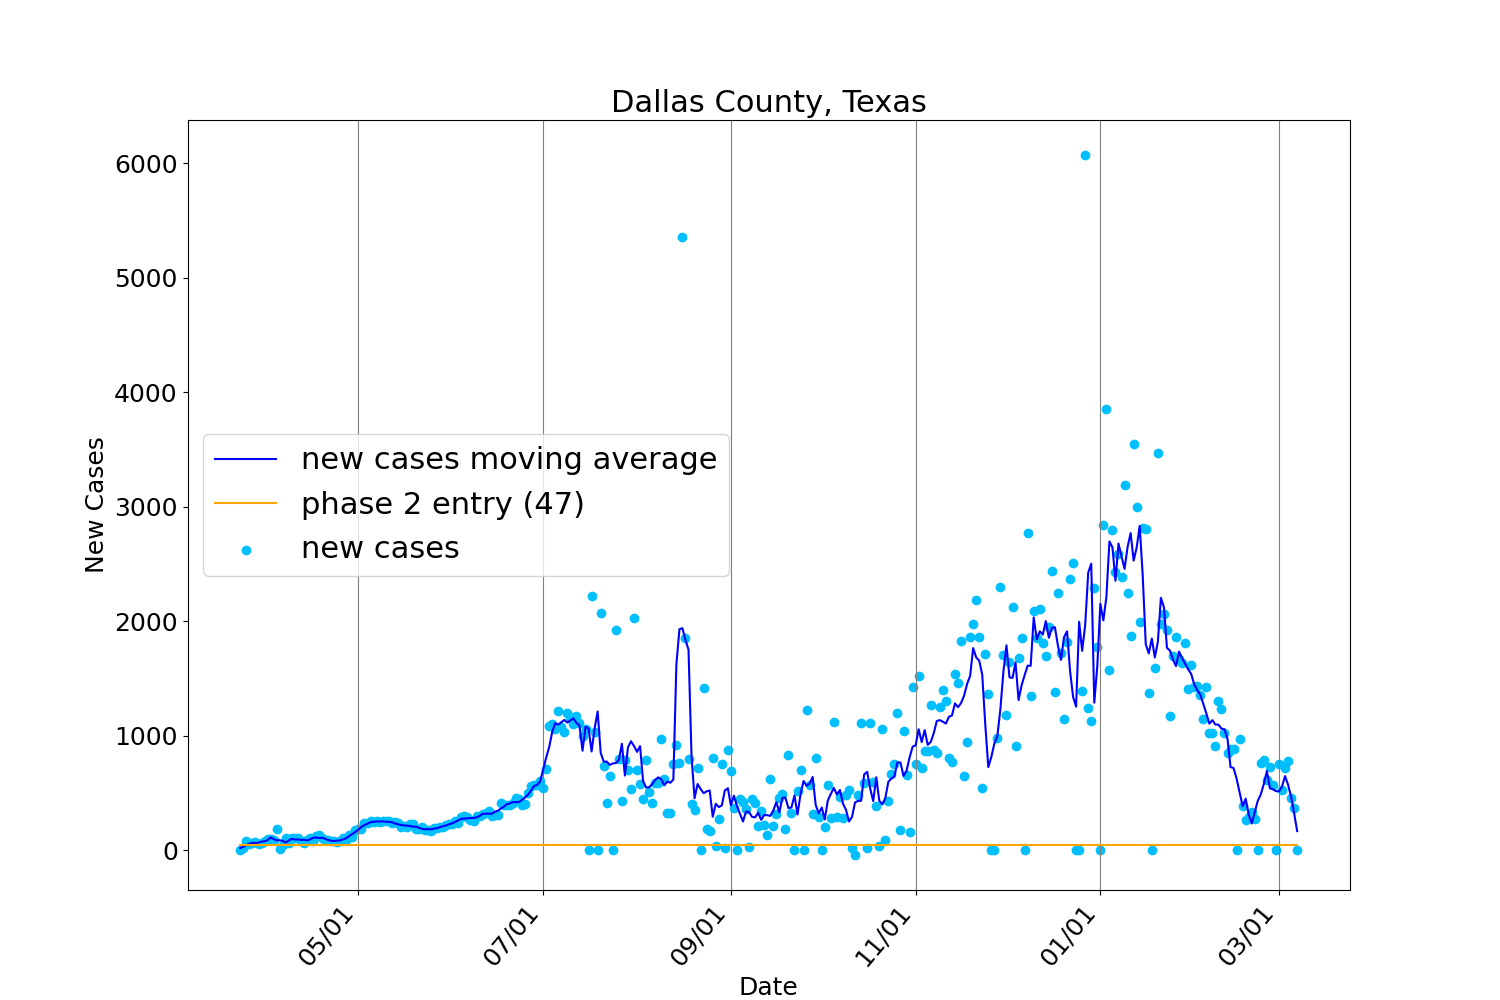 Dallas County, Texas
6000
5000
4000
3000
2000
1000
0
New Cases
new cases moving average
phase 2 entry (47)
new cases
05/01
07/01
09/01
11/01
01/01
03/01
Date